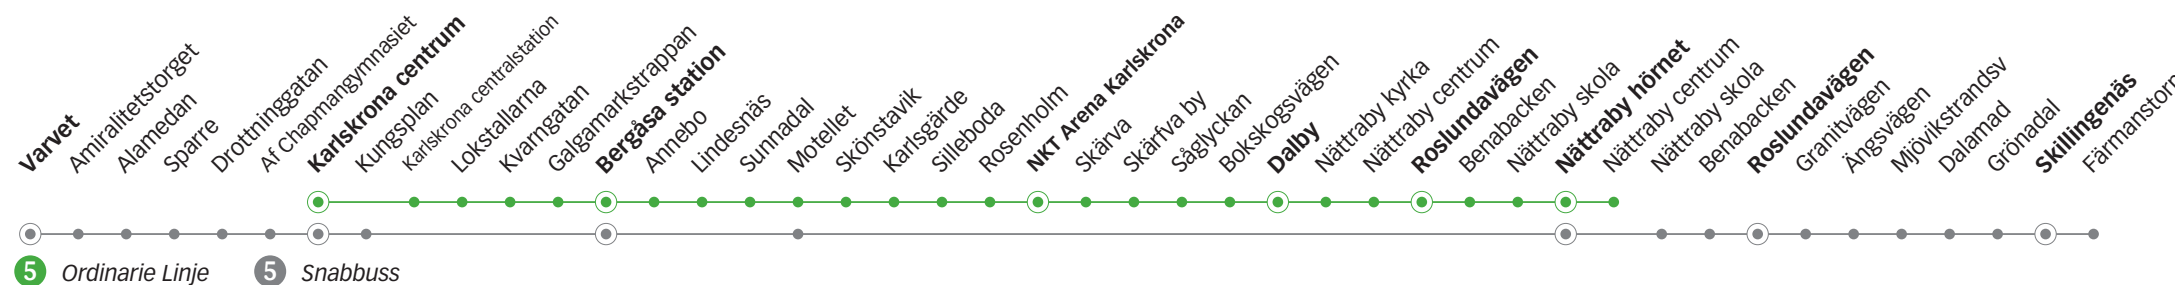 Varvet
Amiralitetstorget
Alamedan
Sparre
Drottninggatan
Af Chapmangymnasiet
Karlskrona centrum
Kungsplan
Karlskrona centralstation
Lokstallarna
Kvarngatan
Galgamarkstrappan
Bergåsa station
Annebo
Lindesnäs
Sunnadal
Motellet
Skönstavik
Karlsgärde
Silleboda
Rosenholm
NKT Arena Karlskrona
Skärva
Skärfva by
Såglyckan
Bokskogsvägen
Dalby
Nättraby kyrka
Nättraby centrum
Roslundavägen
Benabacken
Nättraby skola
Nättraby hörnet
Nättraby centrum
Nättraby skola
Benabacken
Roslundavägen
Granitvägen
Ängsvägen
Mjövikstrandsv
Dalamad
Grönadal
Skillingenäs
Färmanstorp
5 Ordinarie Linje
5 Snabbuss